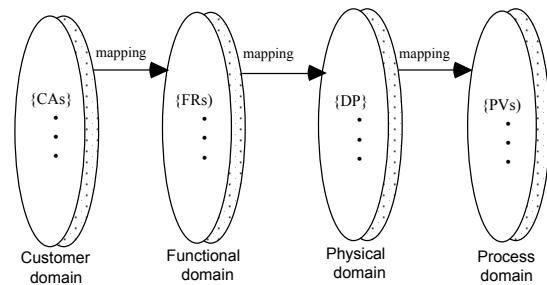 mapping
mapping
mapping
{CAs}
{FRs)
{DP}
{PVs)
Customer
domain
Functional
domain
Physical
domain
Process
domain